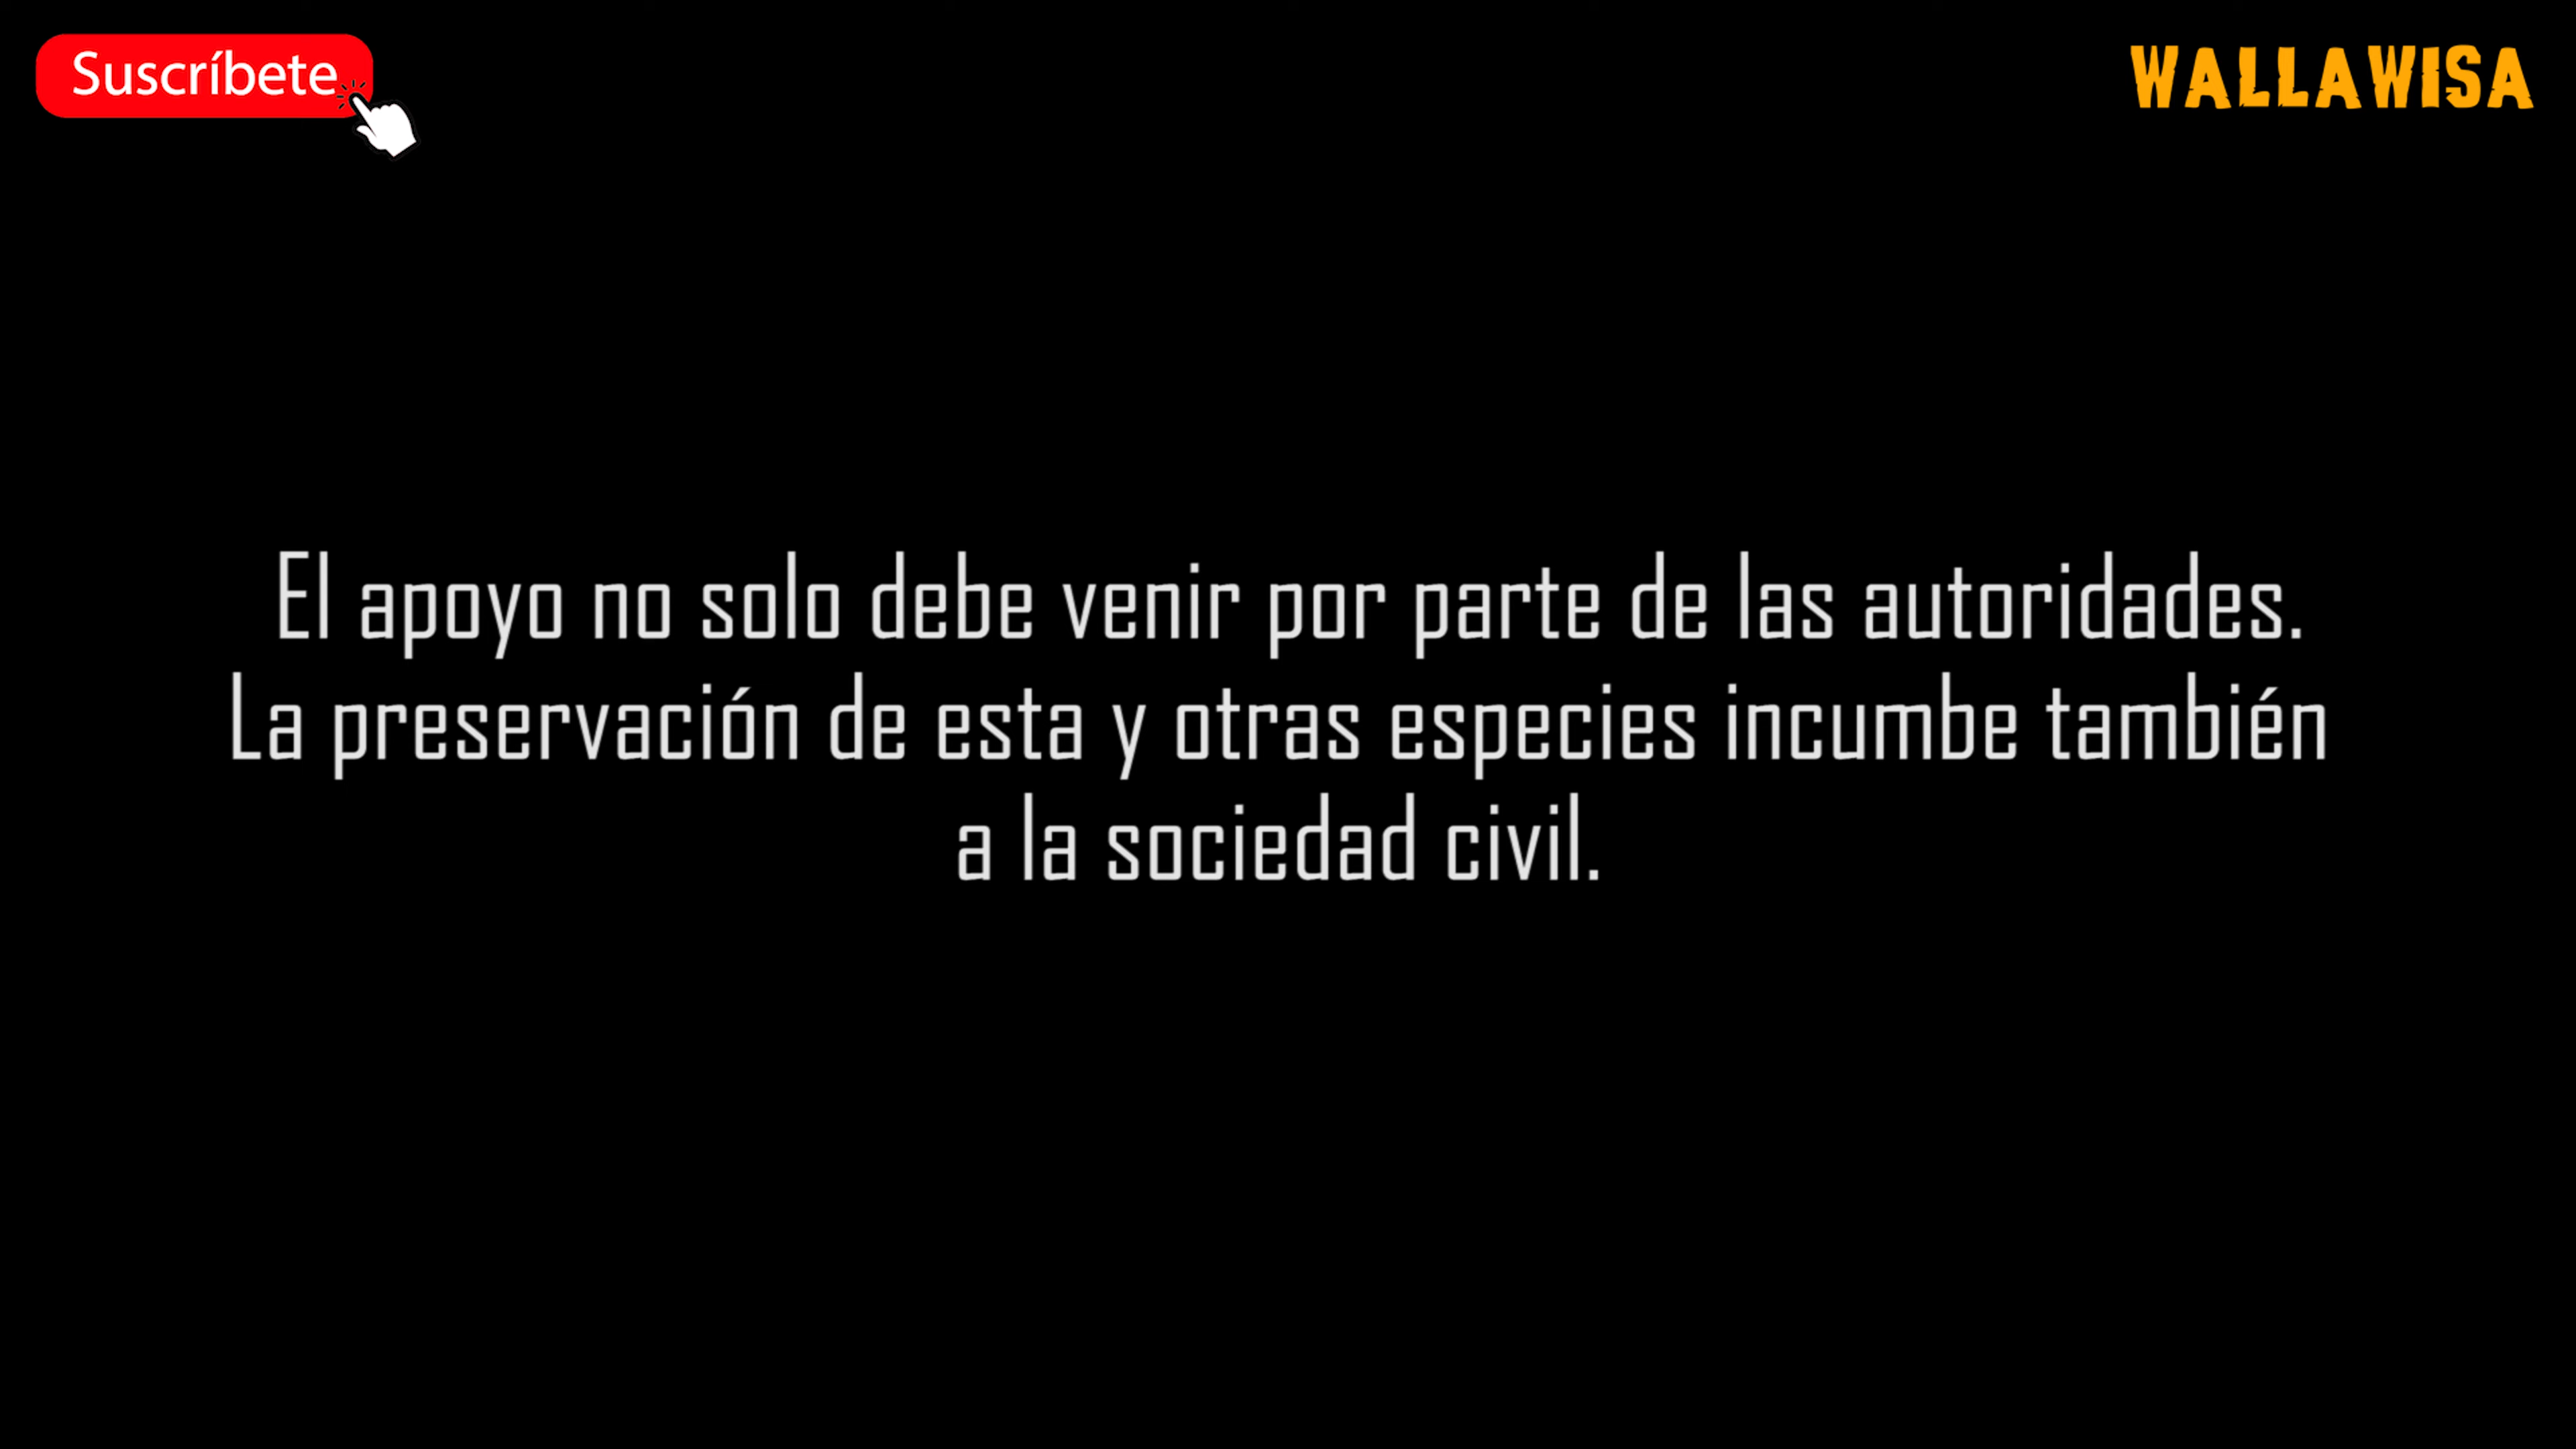 Suscríbete
WALLAWISA
El apoyo no solo debe venir por parte de las autoridades.
La preservación de esta y otras especies incumbe también
a la sociedad civil.